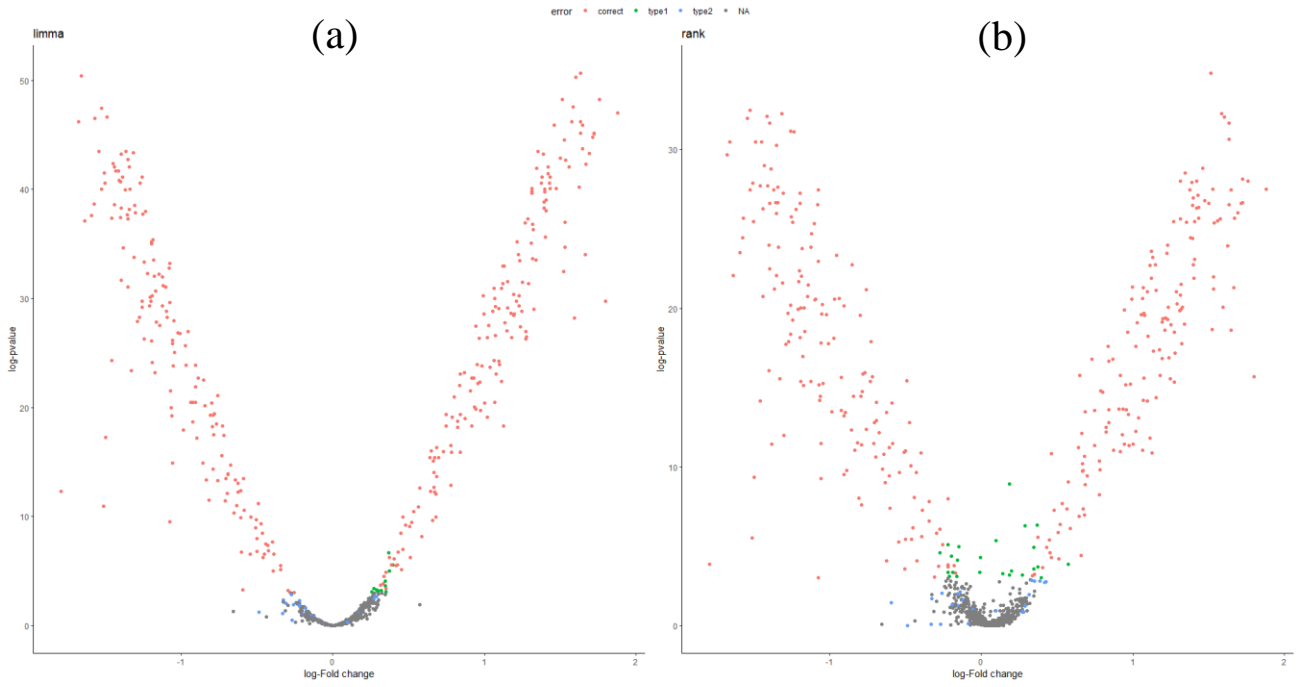 error correct type1 type2 NA
(a)
(b)
limma
rank
50
40
30
20
10
0
log-pvalue
-1 0 1 2
log-Fold change
30
20
10
0
log-pvalue
-1 0 1 2
log-Fold change